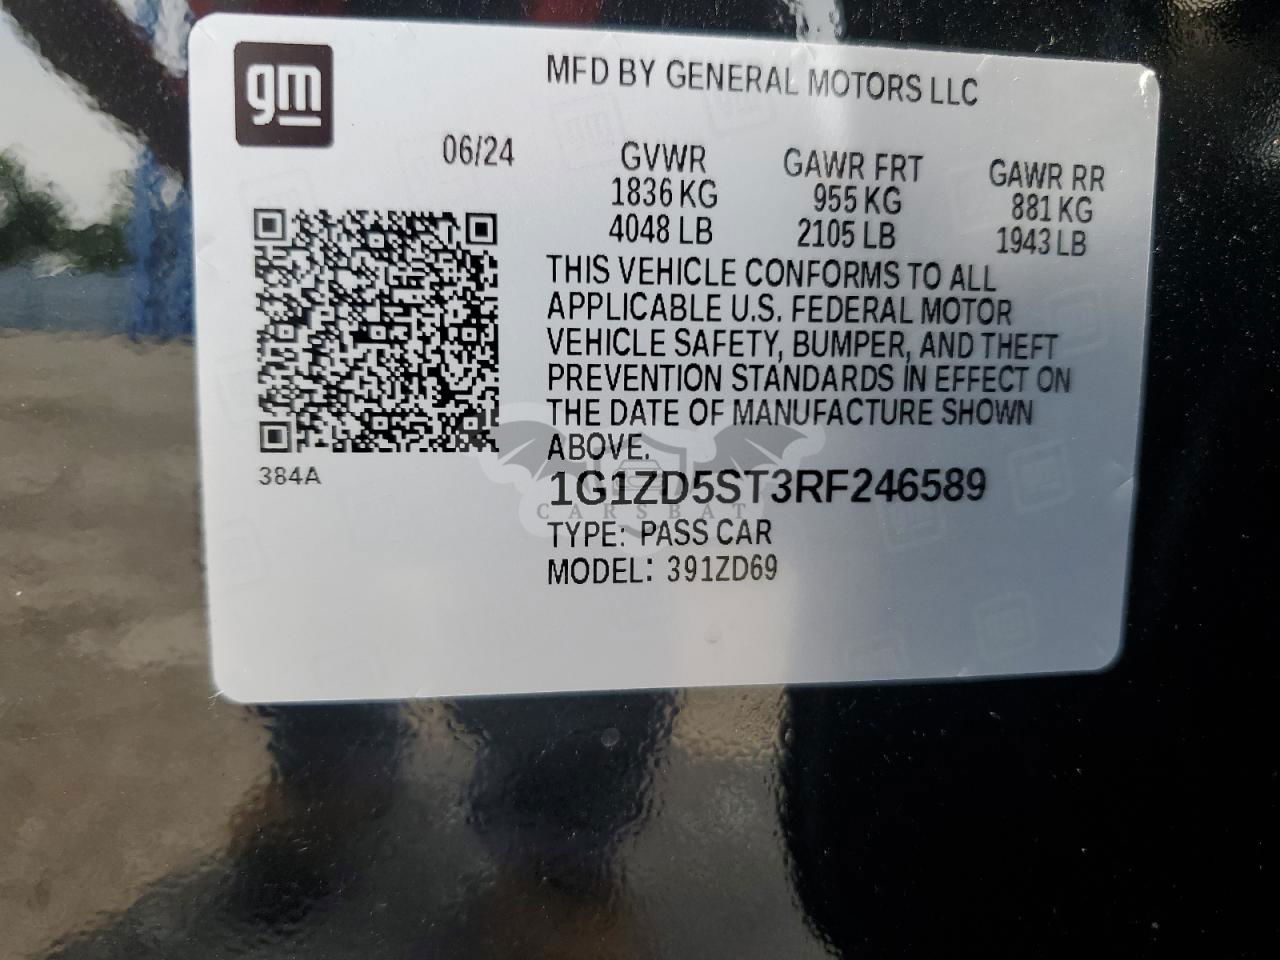 gm
MFD BY GENERAL MOTORS LLC
06/24
GVWR GAWR FRT GAWR RR
1836 KG 955 KG 881 KG
4048 LB 2105 LB 1943 LB
THIS VEHICLE CONFORMS TO ALL
APPLICABLE U.S. FEDERAL MOTOR
VEHICLE SAFETY, BUMPER, AND THEFT
PREVENTION STANDARDS IN EFFECT ON
THE DATE OF MANUFACTURE SHOWN
ABOVE.
384A
1G1ZD5ST3RF246589
CARSBAT
TYPE: PASS CAR
MODEL: 391ZD69